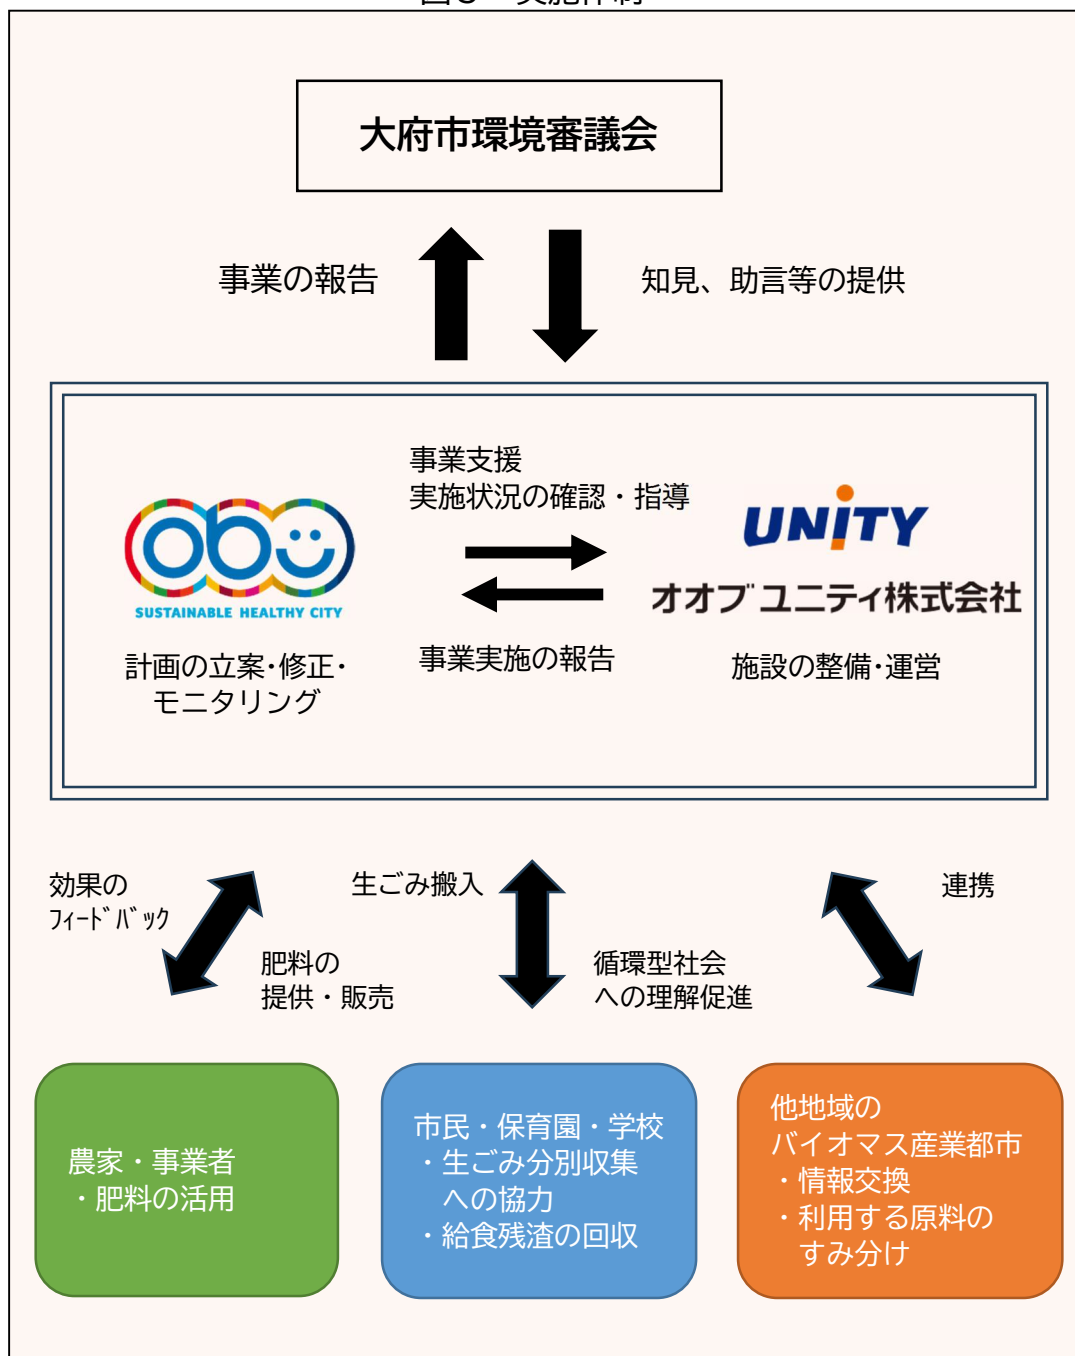 実施体制
大府市環境審議会
事業の報告
知見、助言等の提供
事業支援
実施状況の確認・指導
obu
SUSTAINABLE HEALTHY CITY
UNiTY
オオブユニティ株式会社
事業実施の報告
計画の立案・修正・
モニタリング
施設の整備・運営
効果の
ﾌｨｰﾄﾞﾊﾞｯｸ
肥料の
提供・販売
生ごみ搬入
循環型社会
への理解促進
連携
農家・事業者
・肥料の活用
市民・保育園・学校
・生ごみ分別収集
への協力
・給食残渣の回収
他地域の
バイオマス産業都市
・情報交換
・利用する原料の
すみ分け